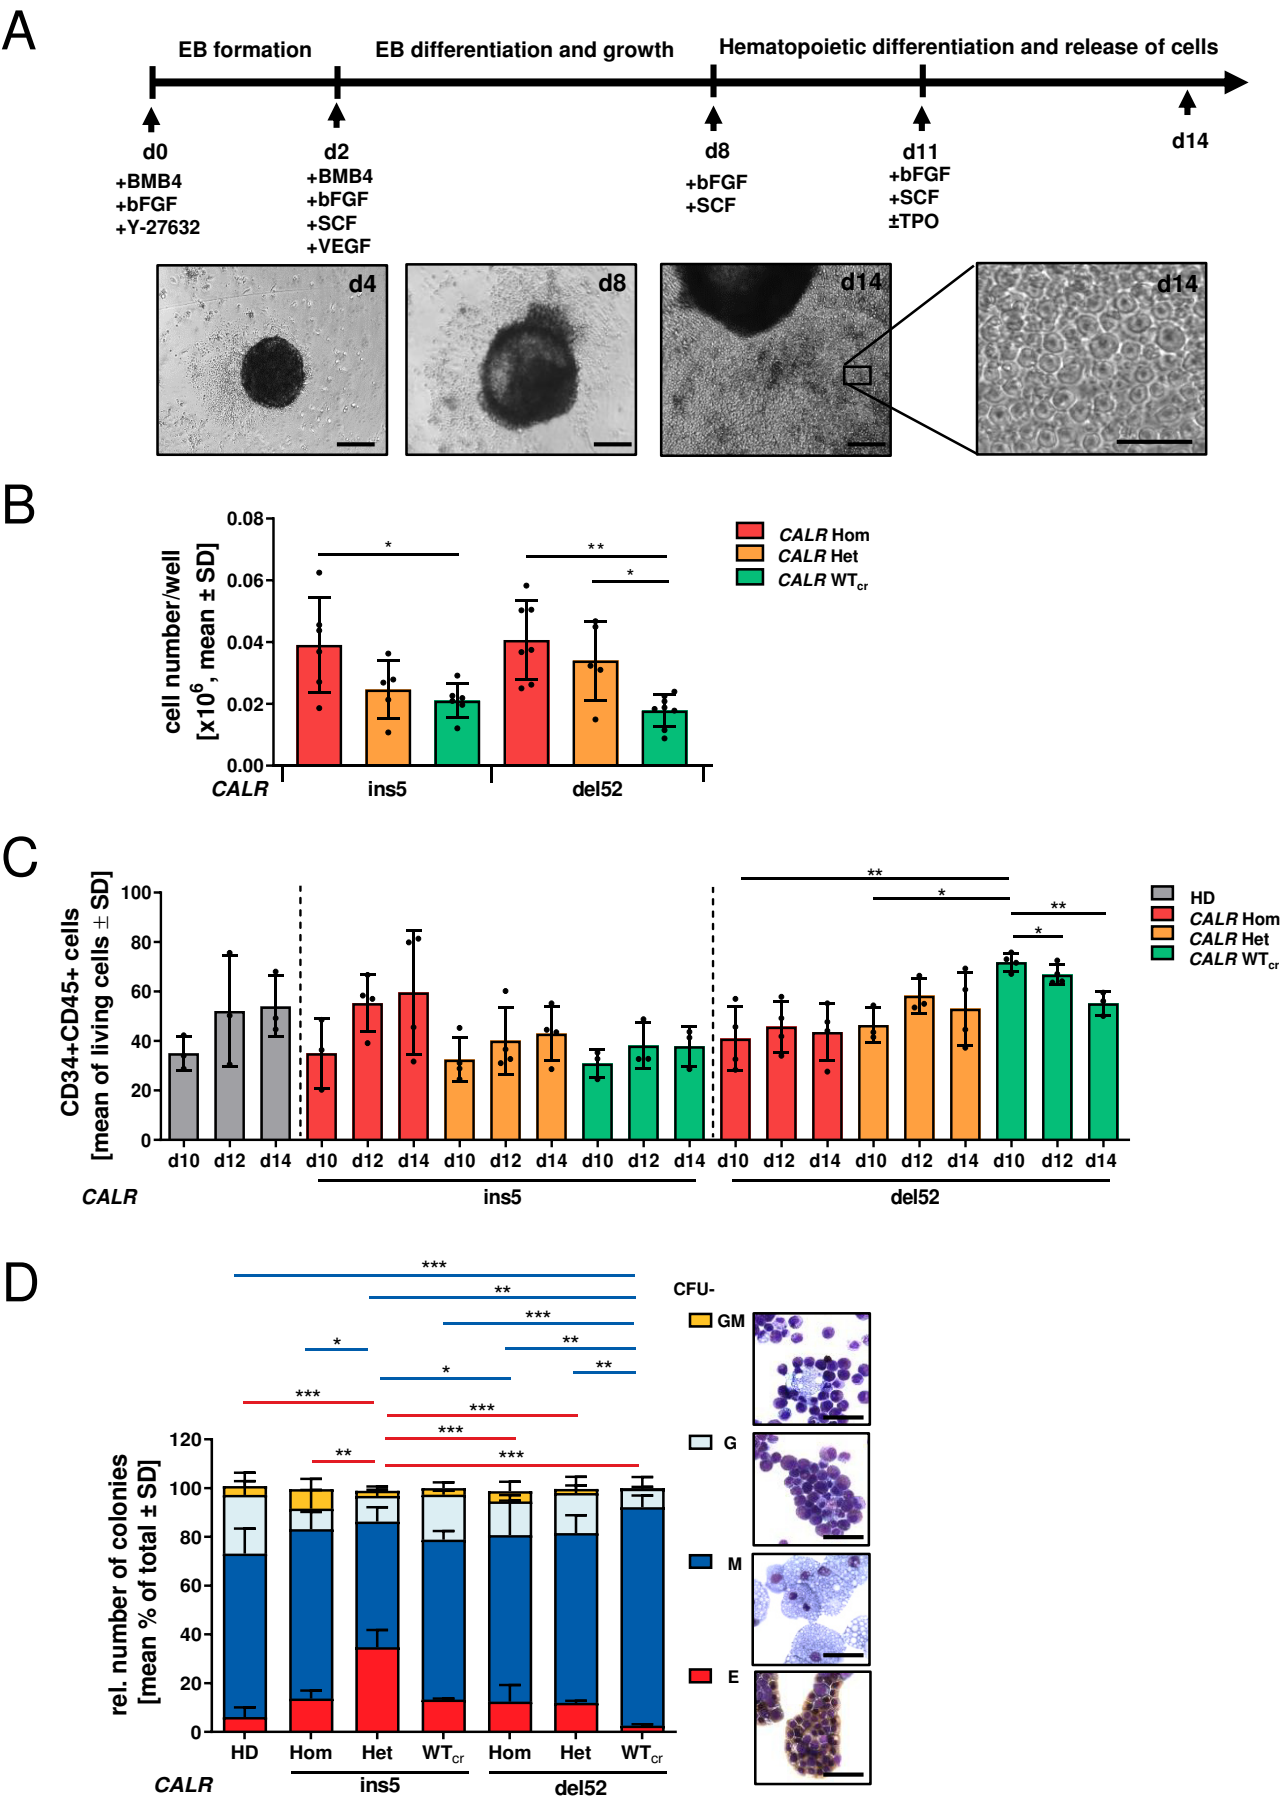 A
EB formation
EB differentiation and growth
Hematopoietic differentiation and release of cells
d0
+BMB4
+bFGF
+Y-27632
d2
+BMB4
+bFGF
+SCF
+VEGF
d8
+bFGF
+SCF
d11
+bFGF
+SCF
±TPO
d14
d4
d8
d14
d14
B
cell number/well
[x10⁶, mean ± SD]
0.08
0.06
0.04
0.02
0.00
*
**
*
CALR
ins5
del52
CALR Hom
CALR Het
CALR WTcr
C
CD34+CD45+ cells
[mean of living cells ± SD]
100
80
60
40
20
0
**
*
**
*
d10 d12 d14 d10 d12 d14 d10 d12 d14 d10 d12 d14 d10 d12 d14 d10 d12 d14 d10 d12 d14
CALR
ins5
del52
HD
CALR Hom
CALR Het
CALR WTcr
D
***
**
***
*
**
*
**
***
***
***
**
***
rel. number of colonies
[mean % of total ± SD]
120
100
80
60
40
20
0
HD Hom Het WTcr Hom Het WTcr
CALR
ins5
del52
CFU-
GM
G
M
E